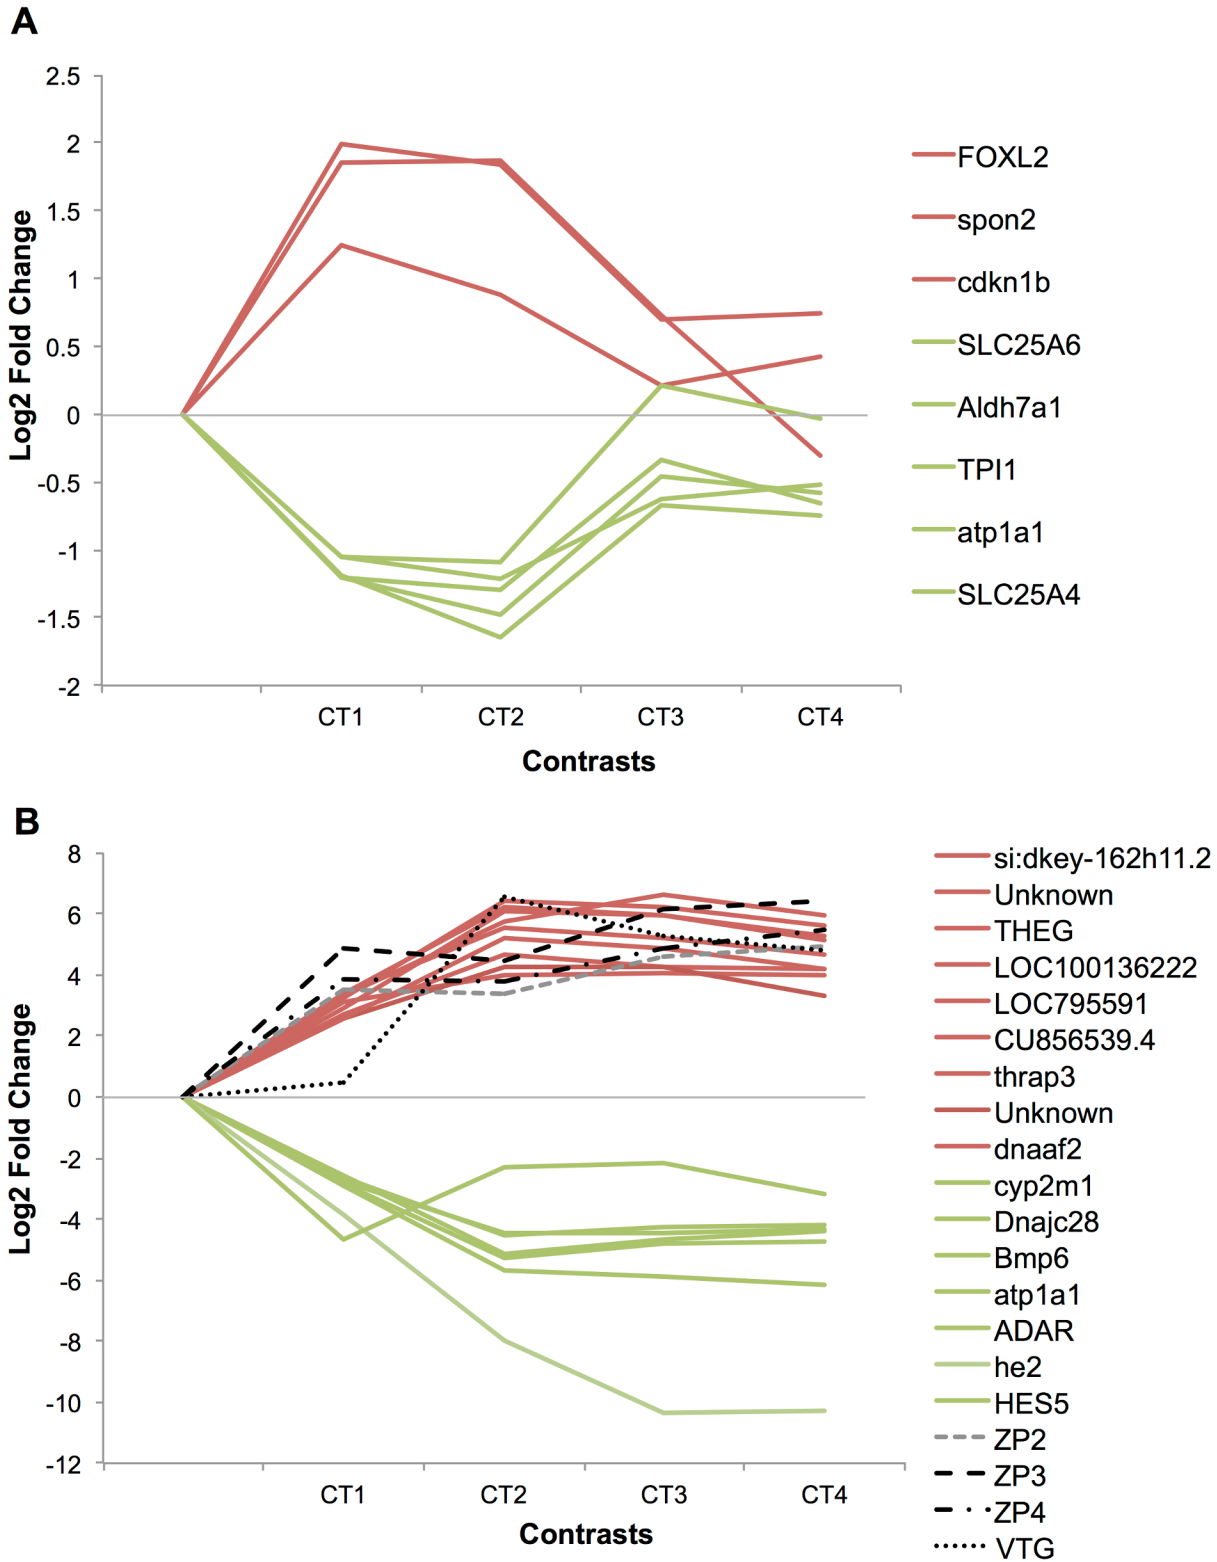 A
2.5
2
1.5
1
0.5
0
-0.5
-1
-1.5
-2
Log2 Fold Change
CT1 CT2 CT3 CT4
Contrasts
FOXL2
spon2
cdkn1b
SLC25A6
Aldh7a1
TPI1
atp1a1
SLC25A4
B
8
6
4
2
0
-2
-4
-6
-8
-10
-12
Log2 Fold Change
CT1 CT2 CT3 CT4
Contrasts
si:dkey-162h11.2
Unknown
THEG
LOC100136222
LOC795591
CU856539.4
thrap3
Unknown
dnaaf2
cyp2m1
Dnajc28
Bmp6
atp1a1
ADAR
he2
HES5
ZP2
ZP3
ZP4
VTG